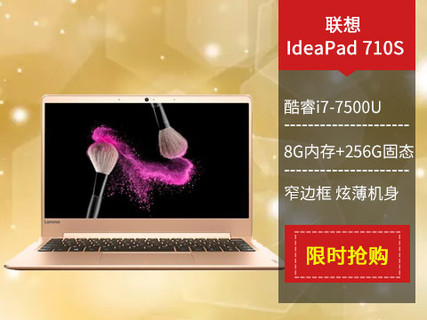 联想
IdeaPad 710S
酷睿i7-7500U
8G内存+256G固态
窄边框 炫薄机身
限时抢购
Lenovo